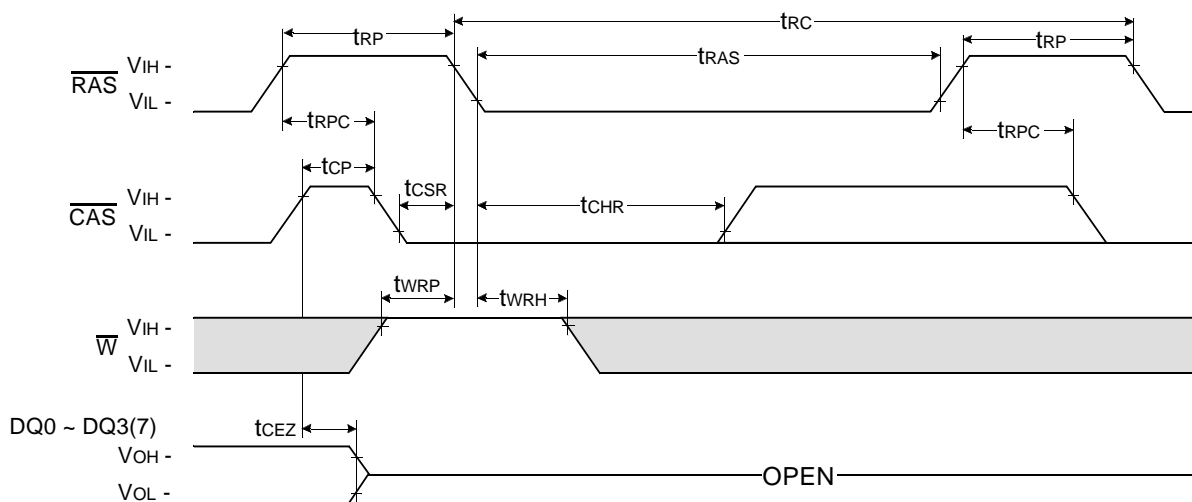 tRC
tRP
tRP
tRAS
RAS
VIH -
VIL -
tRPC
tRPC
tCP
tCSR
tCHR
CAS
VIH -
VIL -
tWRP
tWRH
W
VIH -
VIL -
DQ0 ~ DQ3(7)
tCEZ
VOH -
VOL -
OPEN